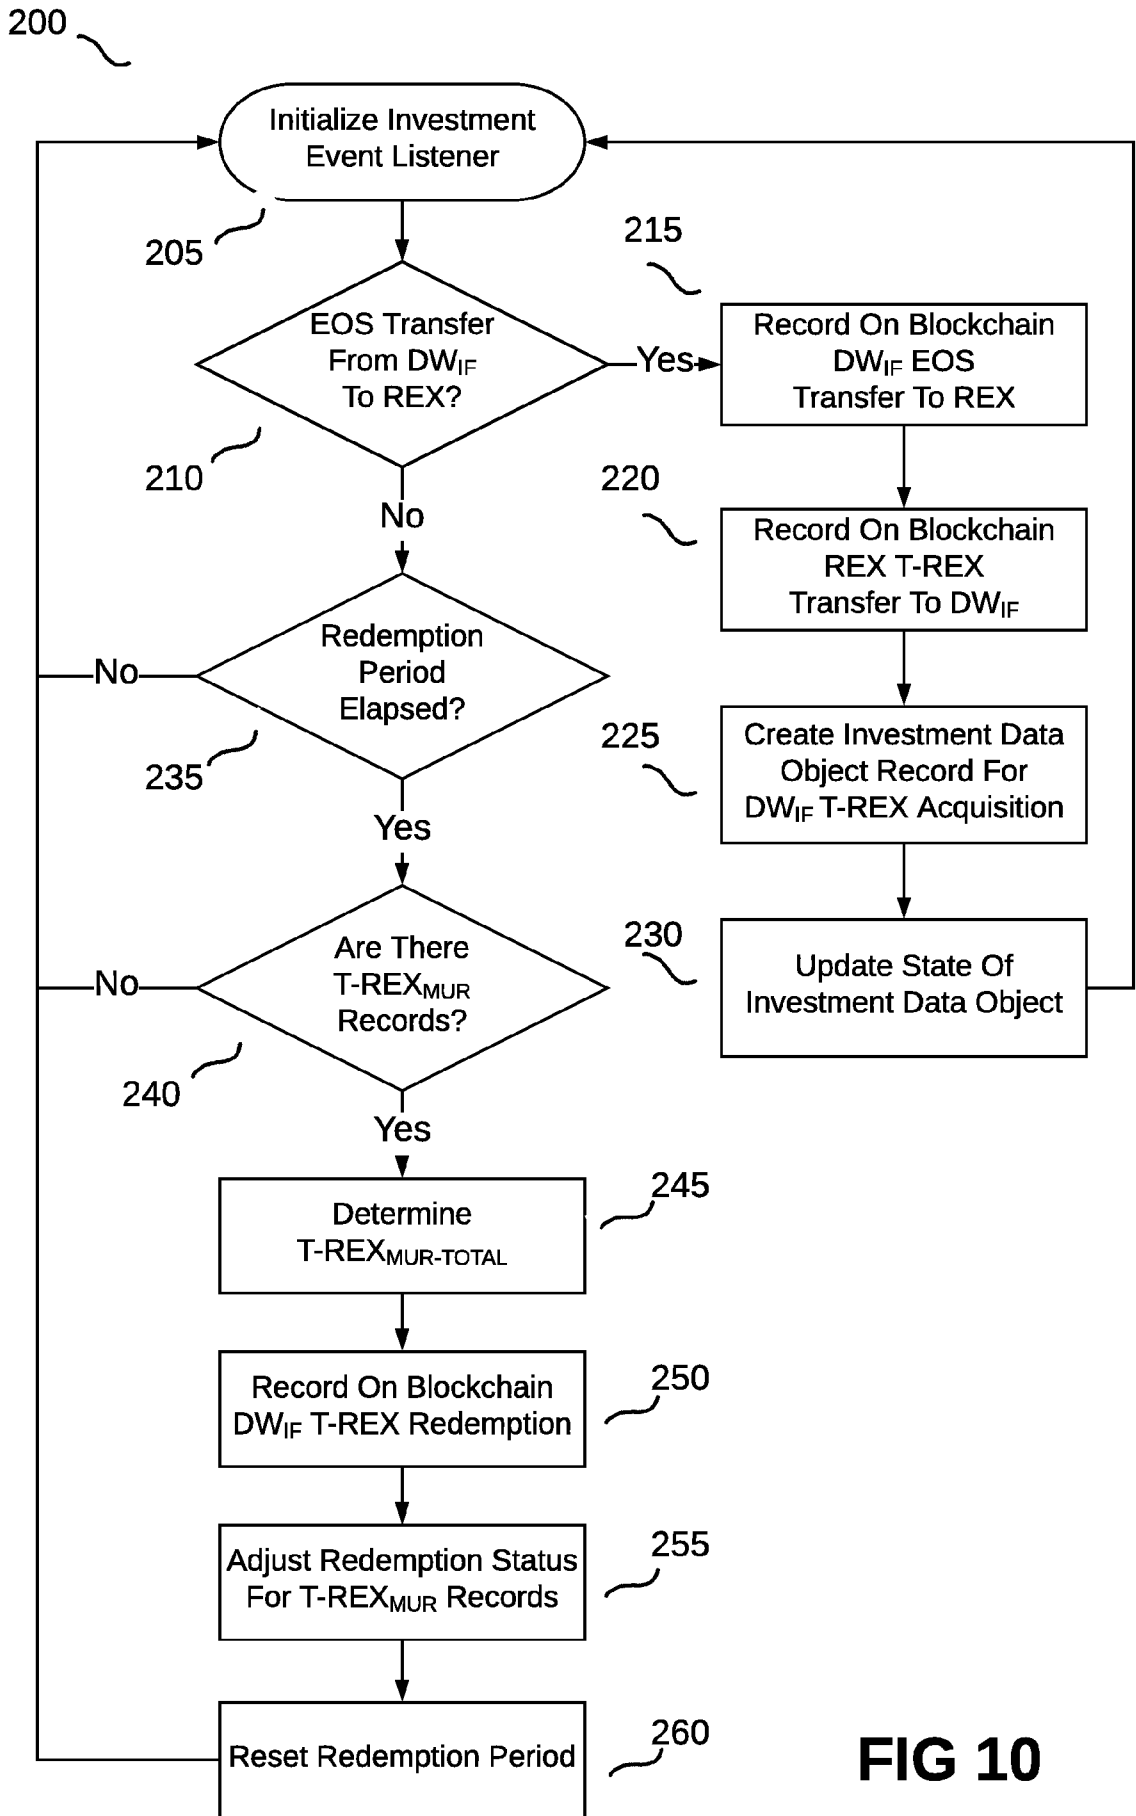 200
Initialize Investment
Event Listener
205
EOS Transfer
From DWIF
To REX?
210
Yes
215
Record On Blockchain
DWIF EOS
Transfer To REX
220
Record On Blockchain
REX T-REX
Transfer To DWIF
225
Create Investment Data
Object Record For
DWIF T-REX Acquisition
230
Update State Of
Investment Data Object
No
Redemption
Period
Elapsed?
235
No
Yes
Are There
T-REXMUR
Records?
240
No
Yes
Determine
T-REXMUR-TOTAL
245
Record On Blockchain
DWIF T-REX Redemption
250
Adjust Redemption Status
For T-REXMUR Records
255
Reset Redemption Period
260
FIG 10